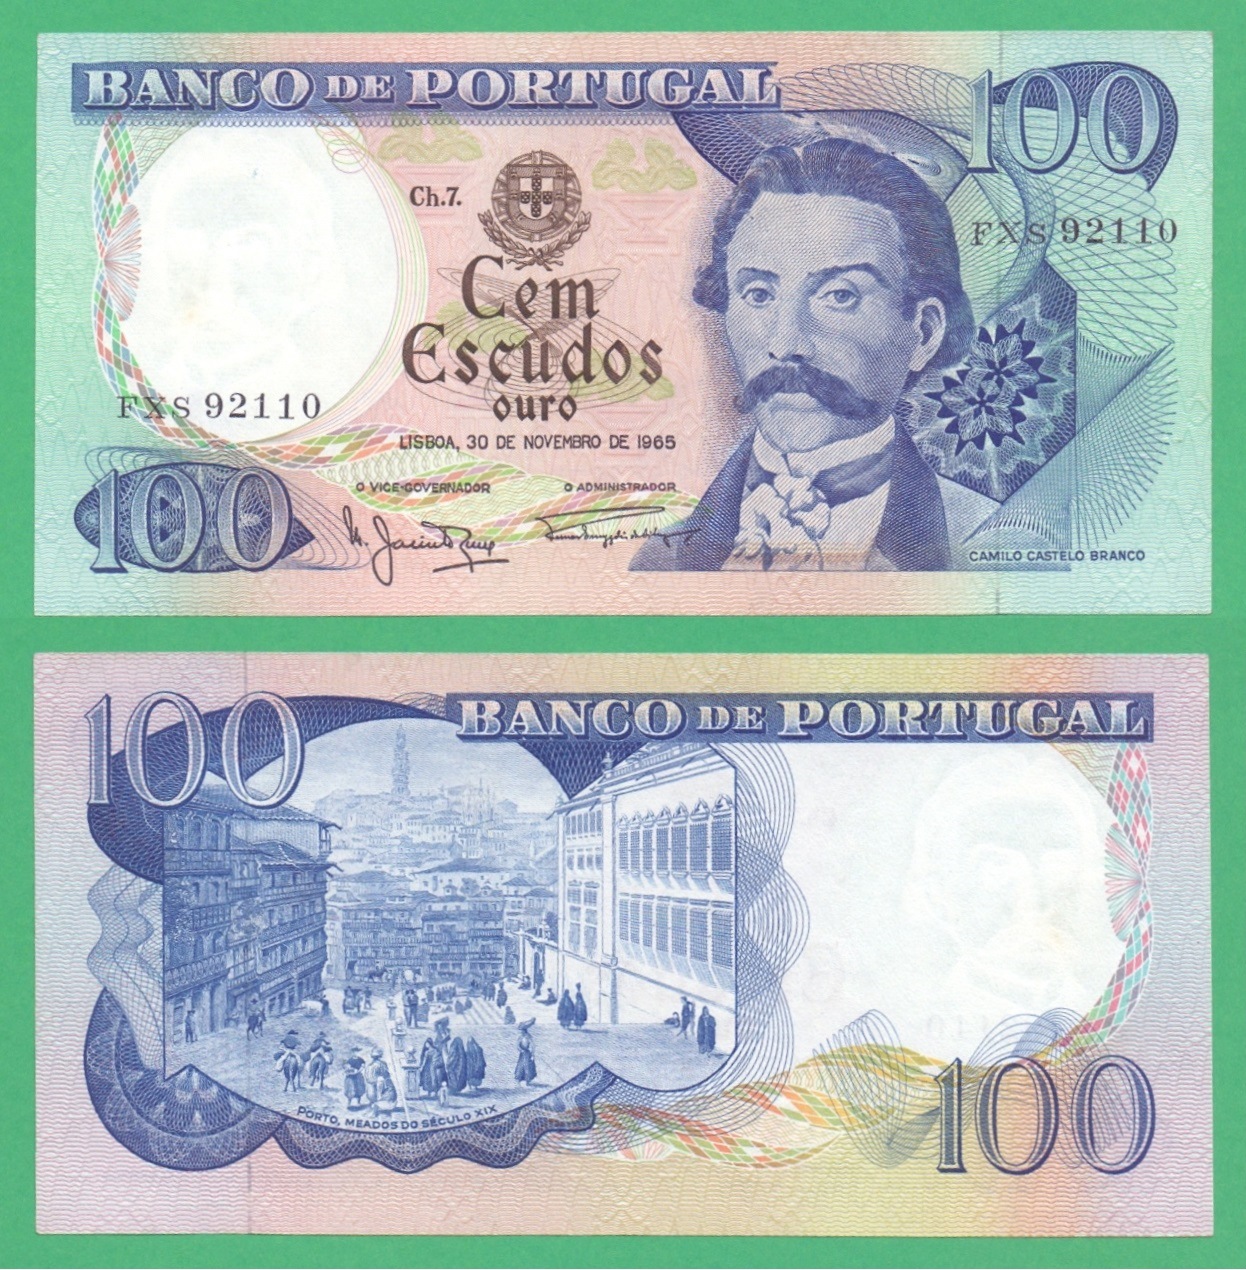 BANCO DE PORTUGAL
100
Ch.7.
FXS 92110
Cem
Escudos
ouro
FXS 92110
LISBOA, 30 DE NOVEMBRO DE 1965
O VICE-GOVERNADOR
O ADMINISTRADOR
100
CAMILO CASTELO BRANCO
100
BANCO DE PORTUGAL
PORTO, MEADOS DO SÉCULO XIX
100